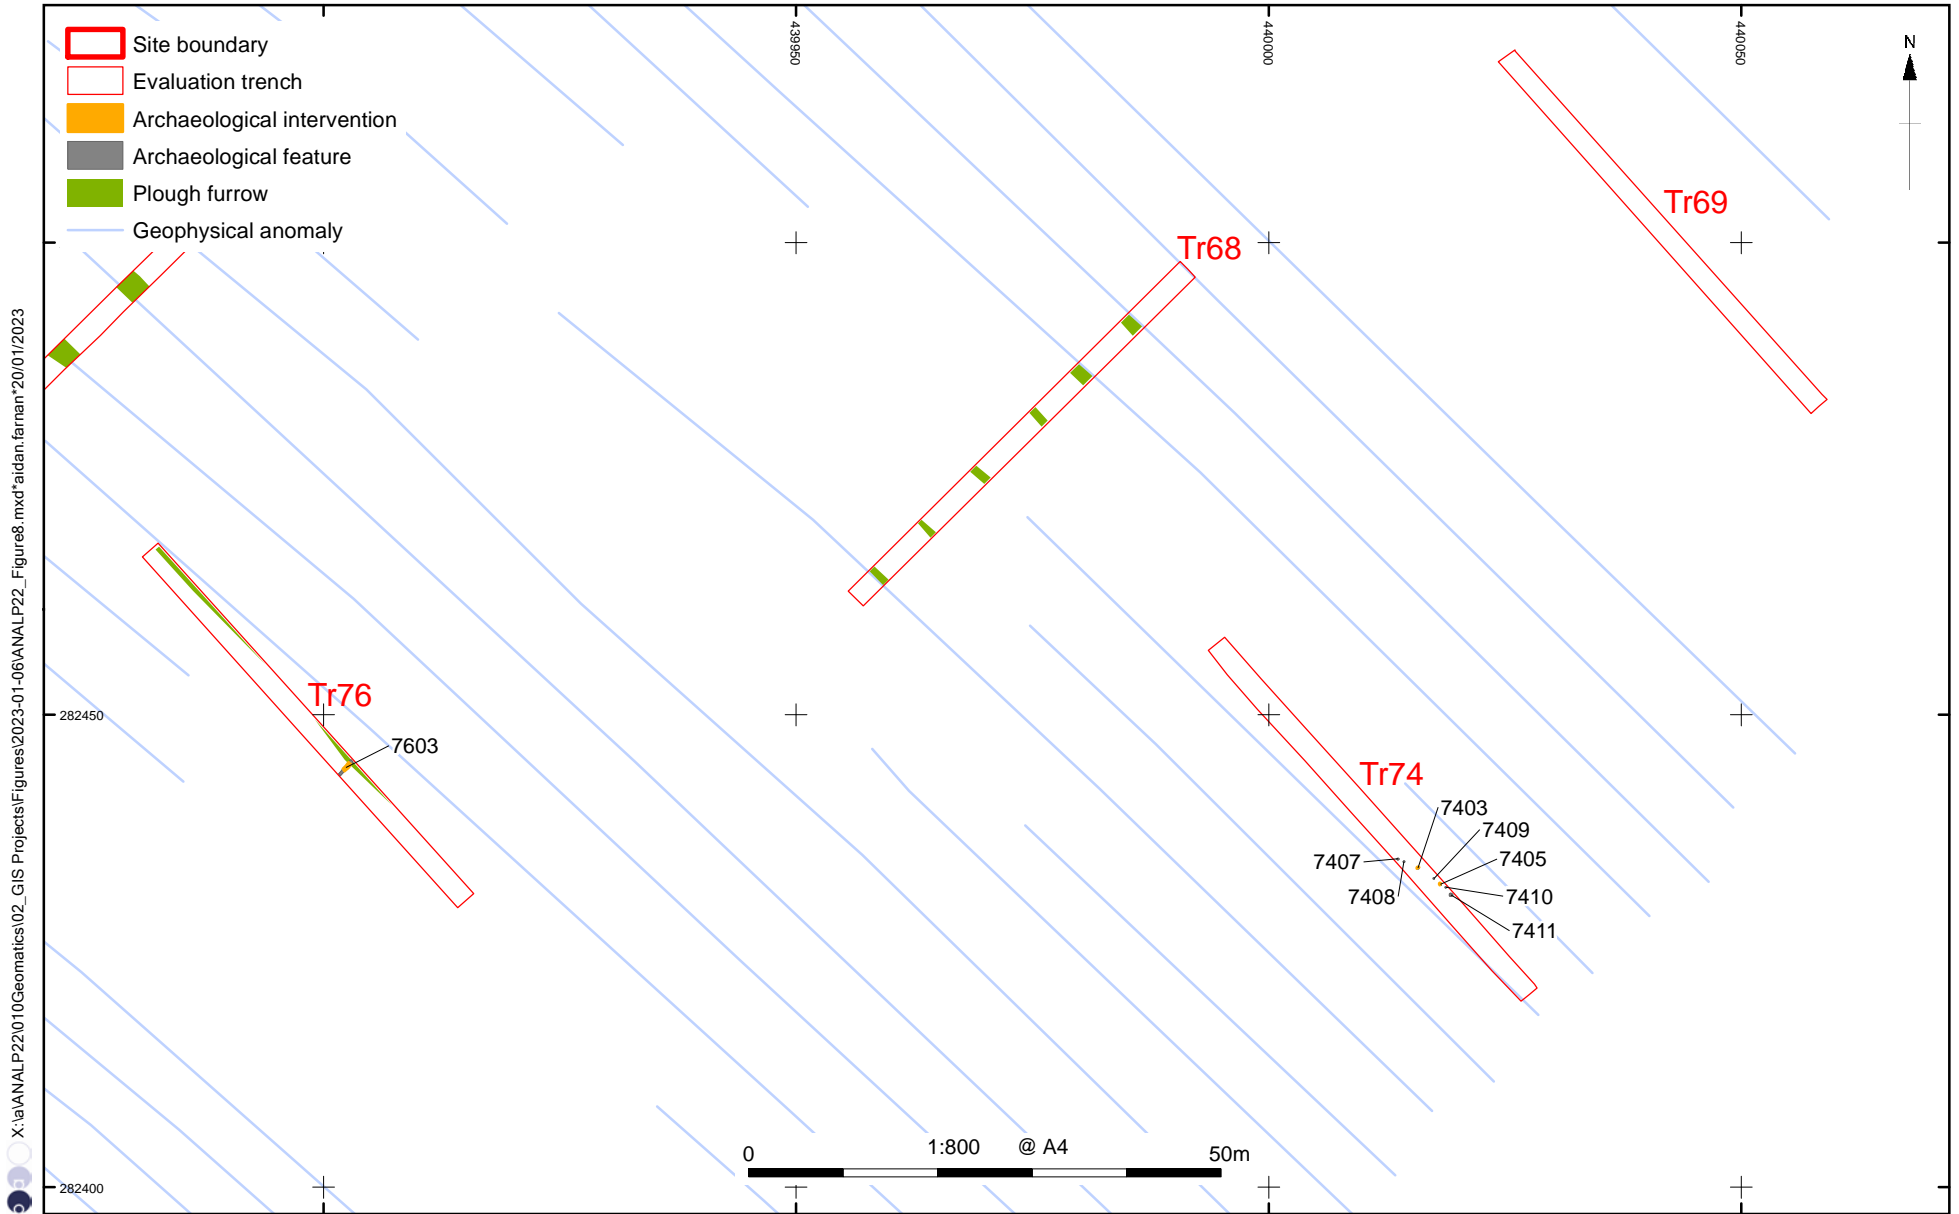 Site boundary
Evaluation trench
Archaeological intervention
Archaeological feature
Plough furrow
Geophysical anomaly
439950
440000
440050
N
Tr69
Tr68
Tr76
282450
7603
Tr74
7403
7409
7405
7407
7408
7410
7411
0
1:800 @ A4
50m
282400
X:\a\ANALP22\010Geomatics\02_GIS Projects\Figures\2023-01-06\ANALP22_Figure8.mxd*aidan.farnan*20/01/2023